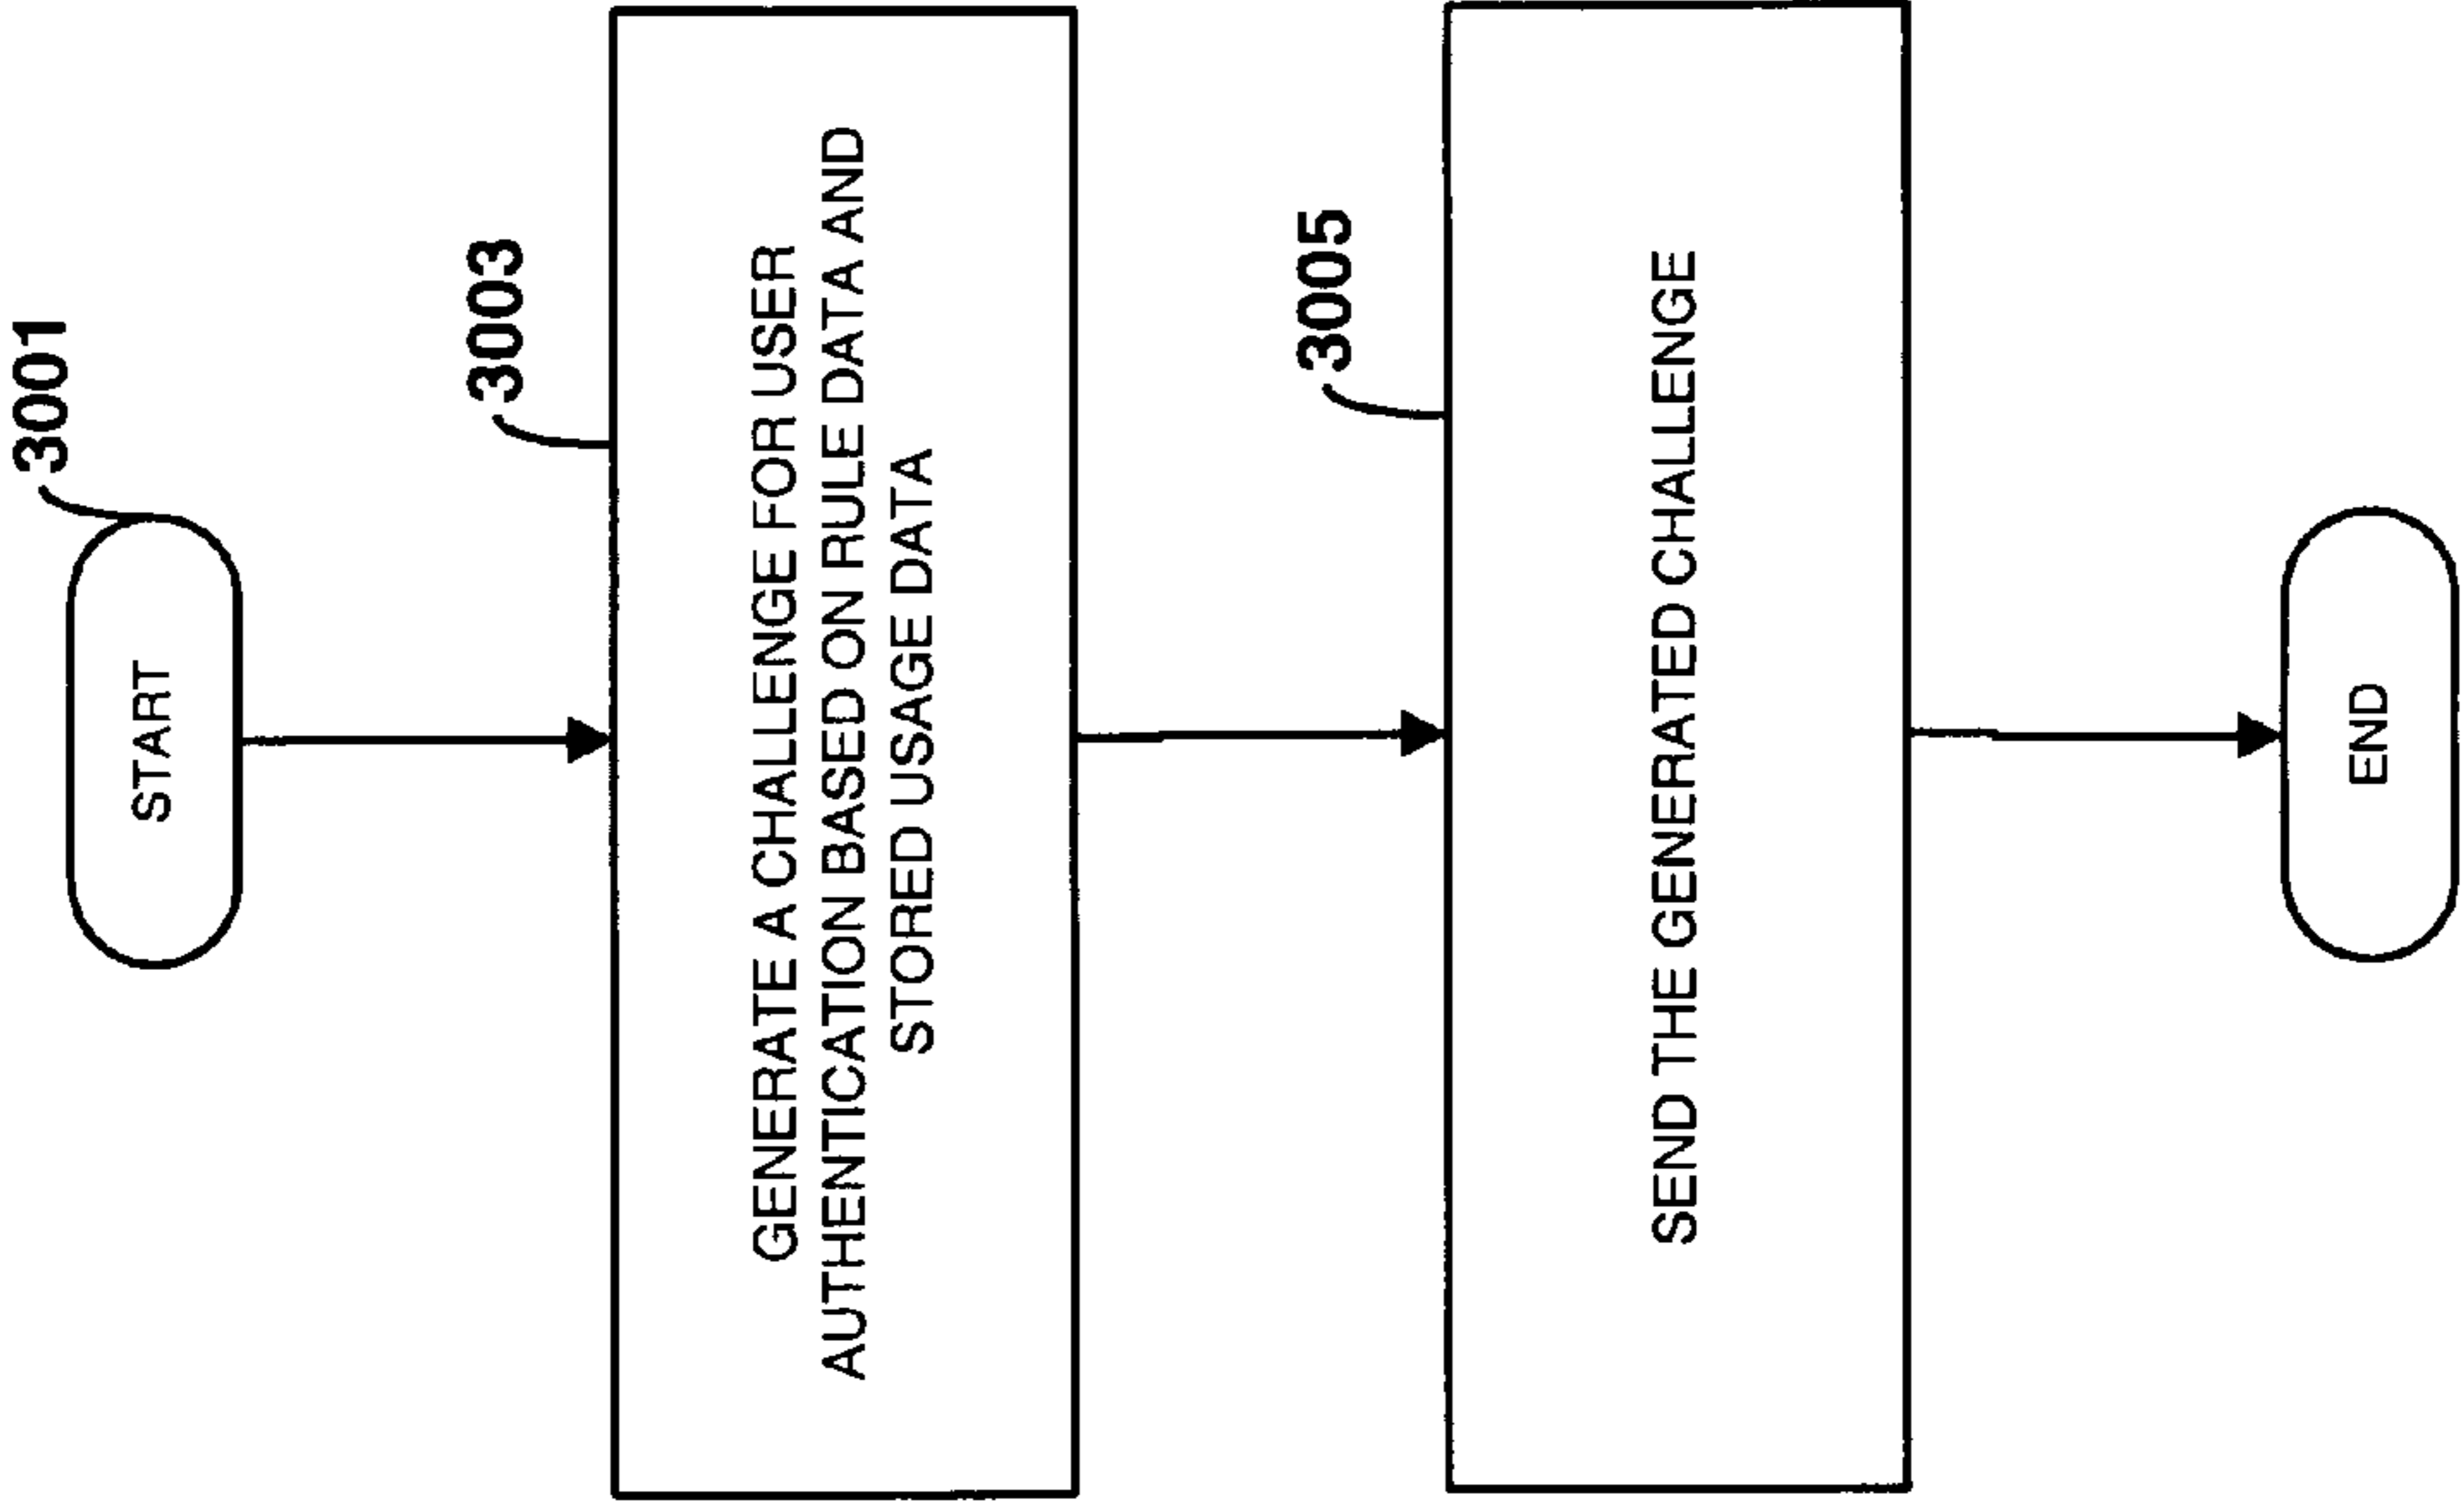 3001
START
3003
GENERATE A CHALLENGE FOR USER
AUTHENTICATION BASED ON RULE DATA AND
STORED USAGE DATA
3005
SEND THE GENERATED CHALLENGE
END